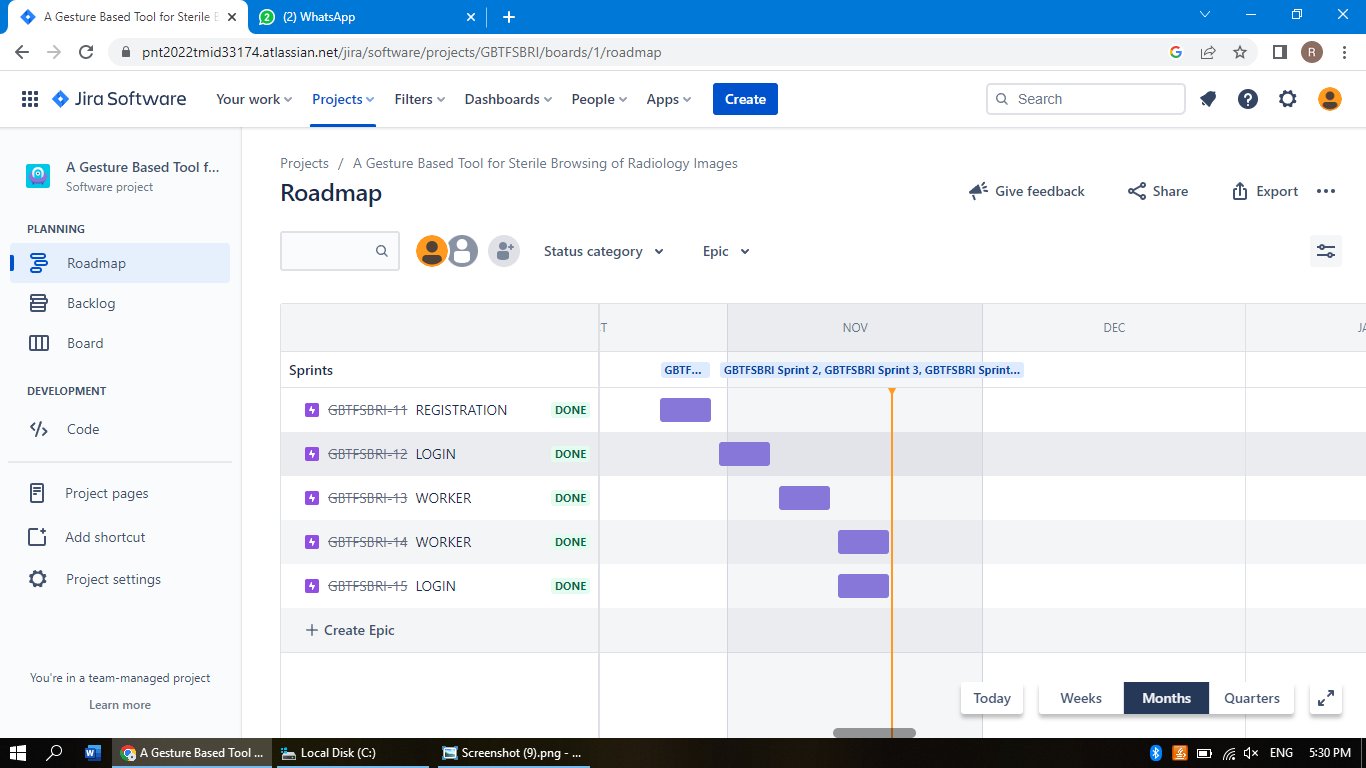 A Gesture Based Tool for Sterile B
(2) WhatsApp
pnt2022tmid33174.atlassian.net/jira/software/projects/GBTFSBRI/boards/1/roadmap
R
Jira Software
Your work
Projects
Filters
Dashboards
People
Apps
Create
Search
A Gesture Based Tool f...
Software project
PLANNING
Roadmap
Backlog
Board
DEVELOPMENT
Code
Project pages
Add shortcut
Project settings
You're in a team-managed project
Learn more
Projects / A Gesture Based Tool for Sterile Browsing of Radiology Images
Roadmap
Give feedback
Share
Export
Status category
Epic
T
NOV
DEC
JA
Sprints
GBTF...
GBTFSBRI Sprint 2, GBTFSBRI Sprint 3, GBTFSBRI Sprint...
GBTFSBRI-11 REGISTRATION DONE
GBTFSBRI-12 LOGIN DONE
GBTFSBRI-13 WORKER DONE
GBTFSBRI-14 WORKER DONE
GBTFSBRI-15 LOGIN DONE
+ Create Epic
Today
Weeks
Months
Quarters
A Gesture Based Tool ...
Local Disk (C:)
Screenshot (9).png - ...
ENG
5:30 PM